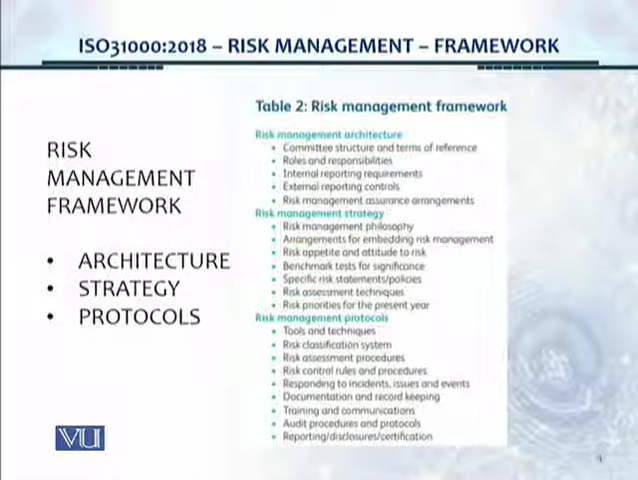 ISO31000:2018 – RISK MANAGEMENT – FRAMEWORK
RISK
MANAGEMENT
FRAMEWORK
• ARCHITECTURE
• STRATEGY
• PROTOCOLS
Table 2: Risk management framework
Risk management architecture
• Committee structure and terms of reference
• Roles and responsibilities
• Internal reporting requirements
• External reporting controls
• Risk management assurance arrangements
Risk management strategy
• Risk management philosophy
• Arrangements for embedding risk management
• Risk appetite and attitude to risk
• Benchmark tests for significance
• Specific risk statements/policies
• Risk assessment techniques
• Risk priorities for the present year
Risk management protocols
• Tools and techniques
• Risk classification system
• Risk assessment procedures
• Risk control rules and procedures
• Responding to incidents, issues and events
• Documentation and record keeping
• Training and communications
• Audit procedures and protocols
• Reporting/disclosures/certification
VU